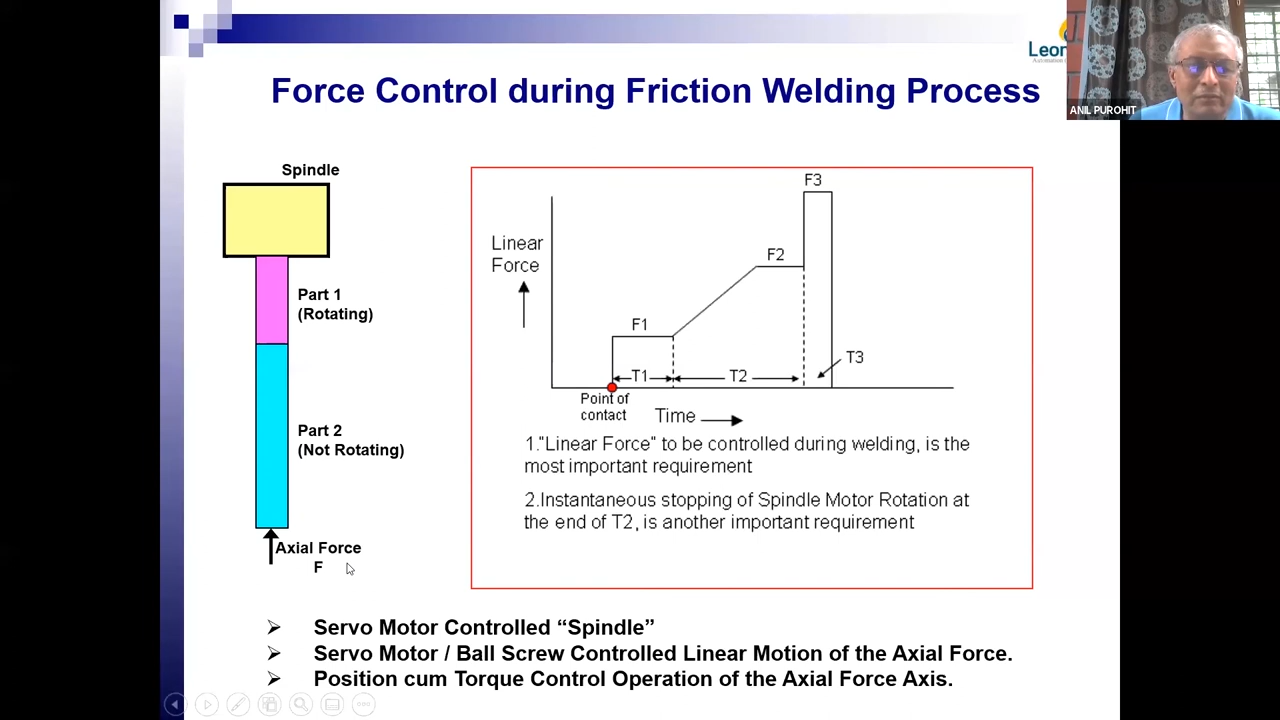 Leon
ANIL PUROHIT
Force Control during Friction Welding Process
Spindle
Part 1
(Rotating)
Part 2
(Not Rotating)
Axial Force
F
Linear
Force
F1
F2
F3
T1
T2
T3
Point of
contact
Time
1."Linear Force" to be controlled during welding, is the
most important requirement
2.Instantaneous stopping of Spindle Motor Rotation at
the end of T2, is another important requirement
Servo Motor Controlled “Spindle”
Servo Motor / Ball Screw Controlled Linear Motion of the Axial Force.
Position cum Torque Control Operation of the Axial Force Axis.